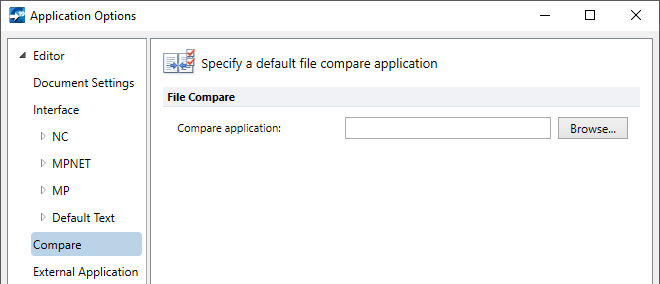 Application Options
Editor
Document Settings
Interface
NC
MPNET
MP
Default Text
Compare
External Application
Specify a default file compare application
File Compare
Compare application:
Browse...